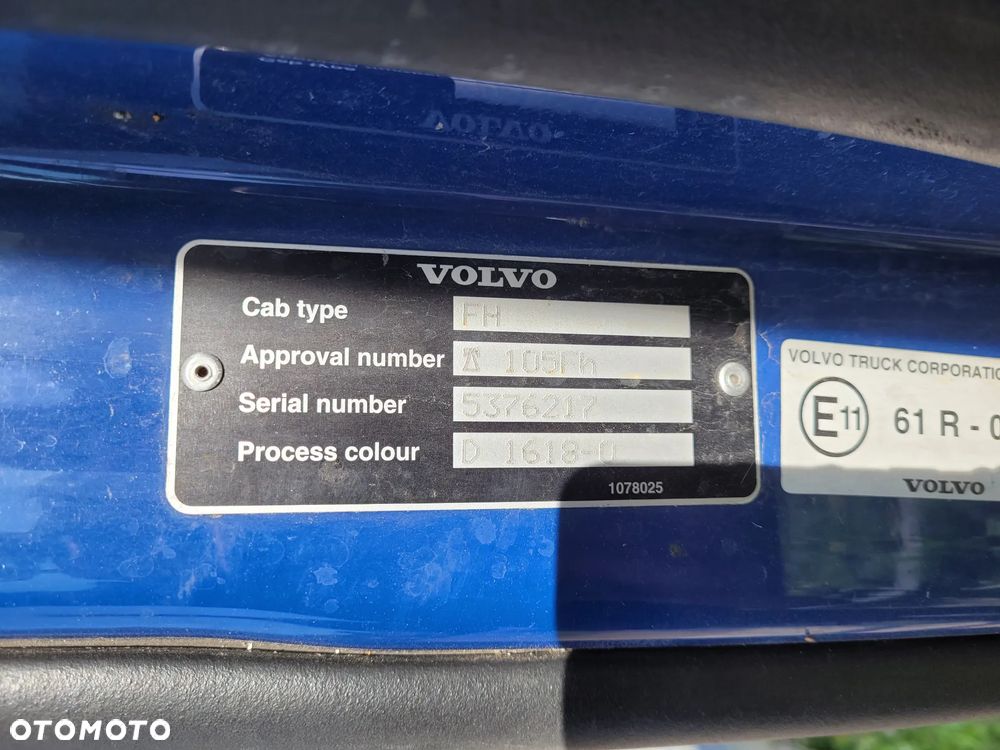 VOLVO
Cab type FH
Approval number 105Fh
Serial number 5376217
Process colour D 1618-0
1078025
VOLVO TRUCK CORPORATIO
E11 61 R - 0
VOLVO
VOLVO
OTOMOTO